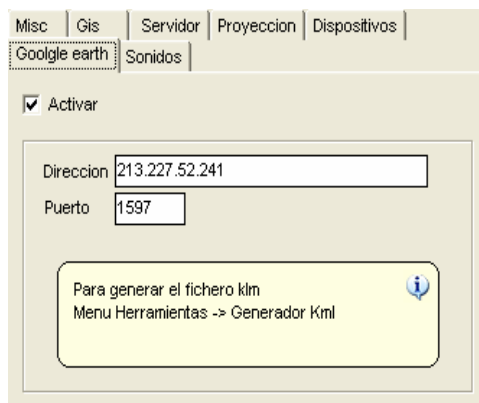 Misc Gis Servidor Proyeccion Dispositivos
Goolgle earth Sonidos
Activar
Direccion 213.227.52.241
Puerto 1597
Para generar el fichero klm
Menu Herramientas -> Generador Kml